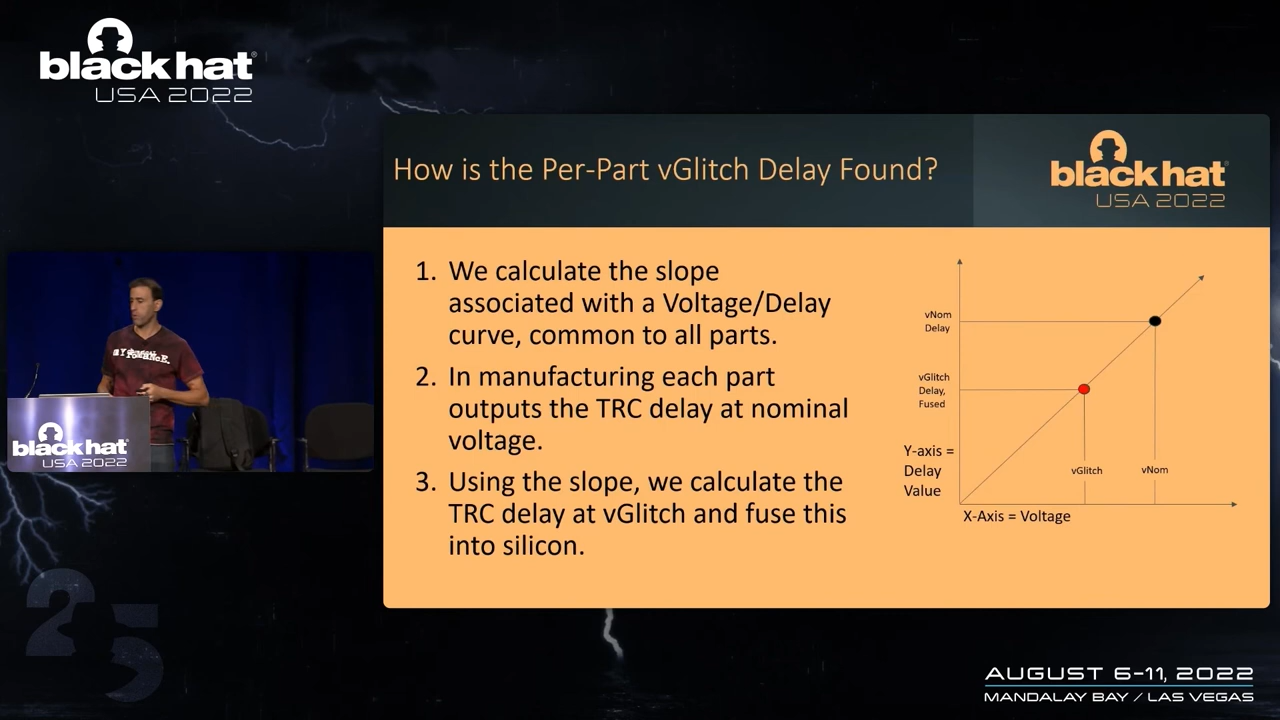 black hat
USA 2022
How is the Per-Part vGlitch Delay Found?
black hat
USA 2022
1. We calculate the slope
associated with a Voltage/Delay
curve, common to all parts.
2. In manufacturing each part
outputs the TRC delay at nominal
voltage.
3. Using the slope, we calculate the
TRC delay at vGlitch and fuse this
into silicon.
vNom
Delay
vGlitch
Delay,
Fused
Y-axis =
Delay
Value
vGlitch
vNom
X-Axis = Voltage
black hat
USA 2022
25
AUGUST 6-11, 2022
MANDALAY BAY / LAS VEGAS